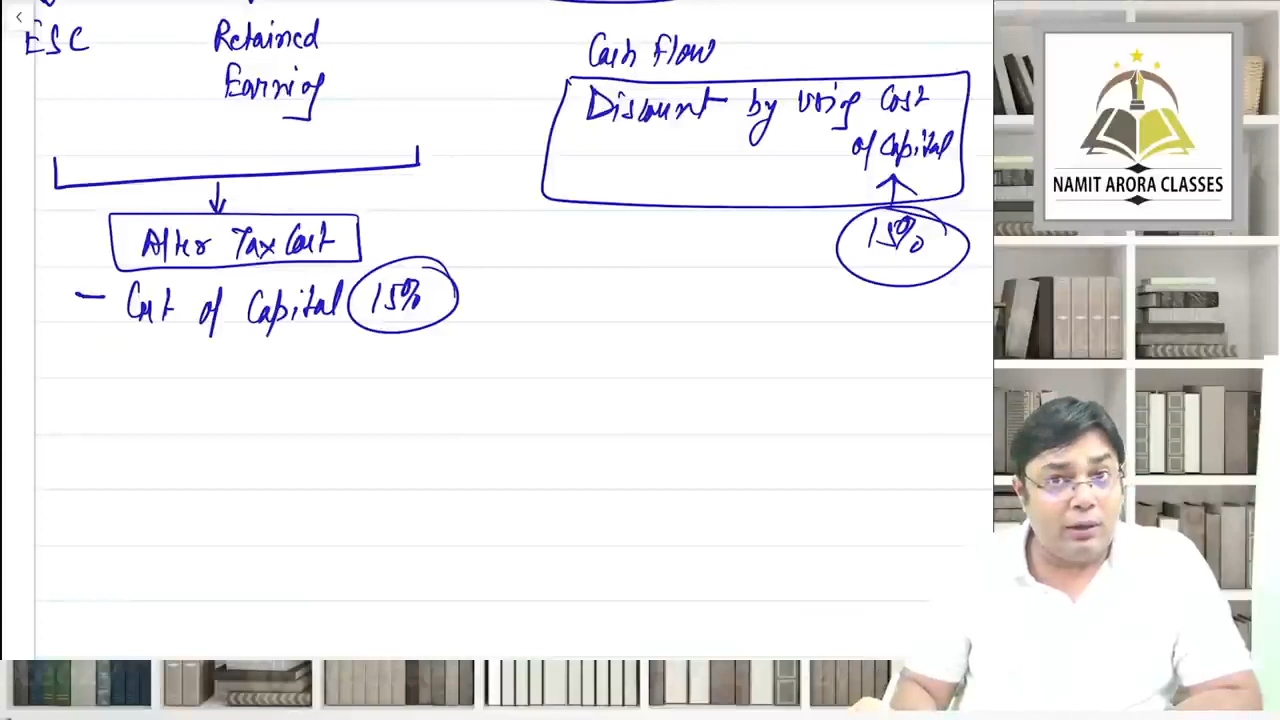 ESC
Retained
Earning
After Tax Cost
- Cost of Capital 15%
Cash Flow
Discount by using Cost
of Capital
15%
NAMIT ARORA CLASSES